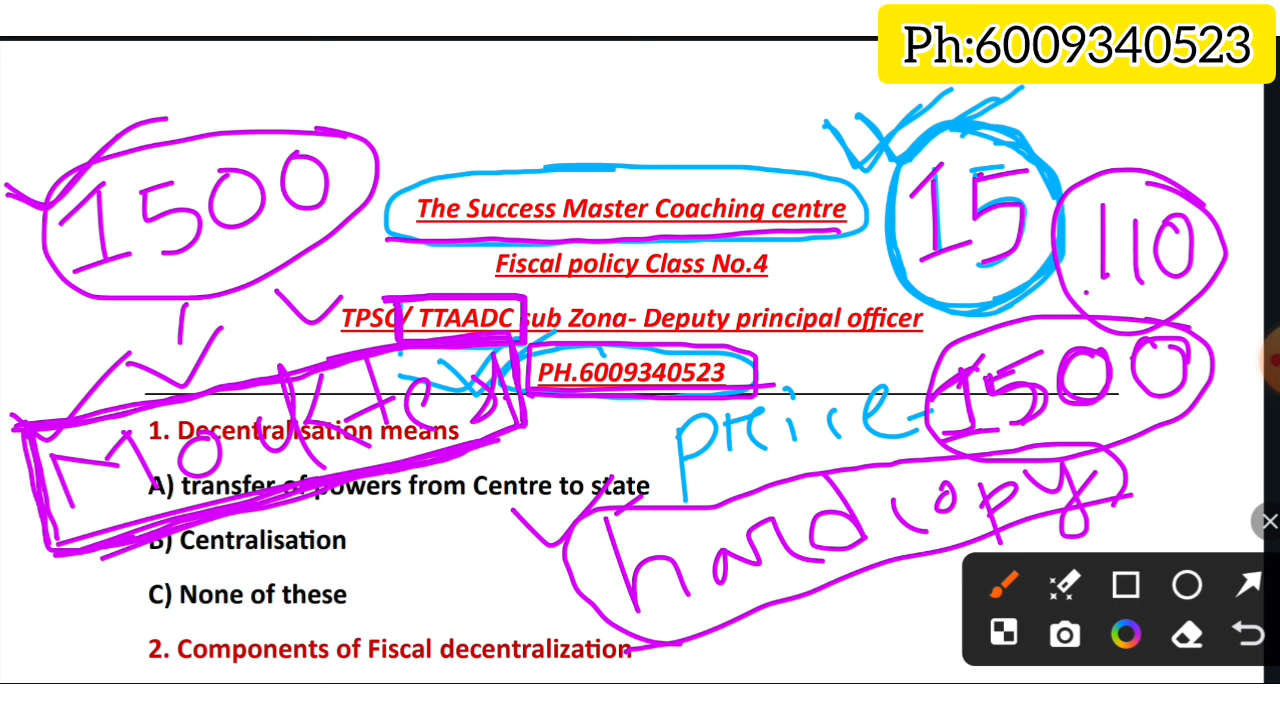 Ph:6009340523
1500
15
110
The Success Master Coaching centre
Fiscal policy Class No.4
TPSC/ TTAADC sub Zona- Deputy principal officer
PH.6009340523
price=1500
Mock test
hard copy
1. Decentralisation means
A) transfer of powers from Centre to state
B) Centralisation
C) None of these
2. Components of Fiscal decentralization